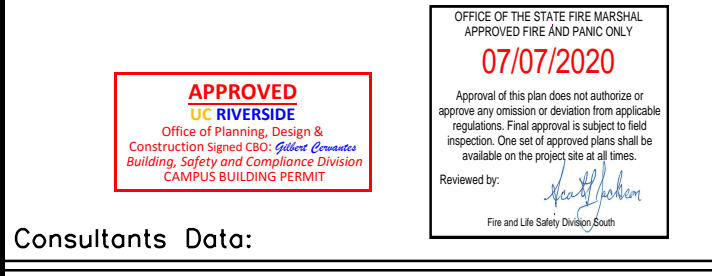 OFFICE OF THE STATE FIRE MARSHAL
APPROVED FIRE AND PANIC ONLY
07/07/2020
Approval of this plan does not authorize or
approve any omission or deviation from applicable
regulations. Final approval is subject to field
inspection. One set of approved plans shall be
available on the project site at all times.
Reviewed by:
Scott Jackson
Fire and Life Safety Division South
APPROVED
UC RIVERSIDE
Office of Planning, Design &
Construction Signed CBO: Gilbert Cervantes
Building, Safety and Compliance Division
CAMPUS BUILDING PERMIT
Consultants Data: